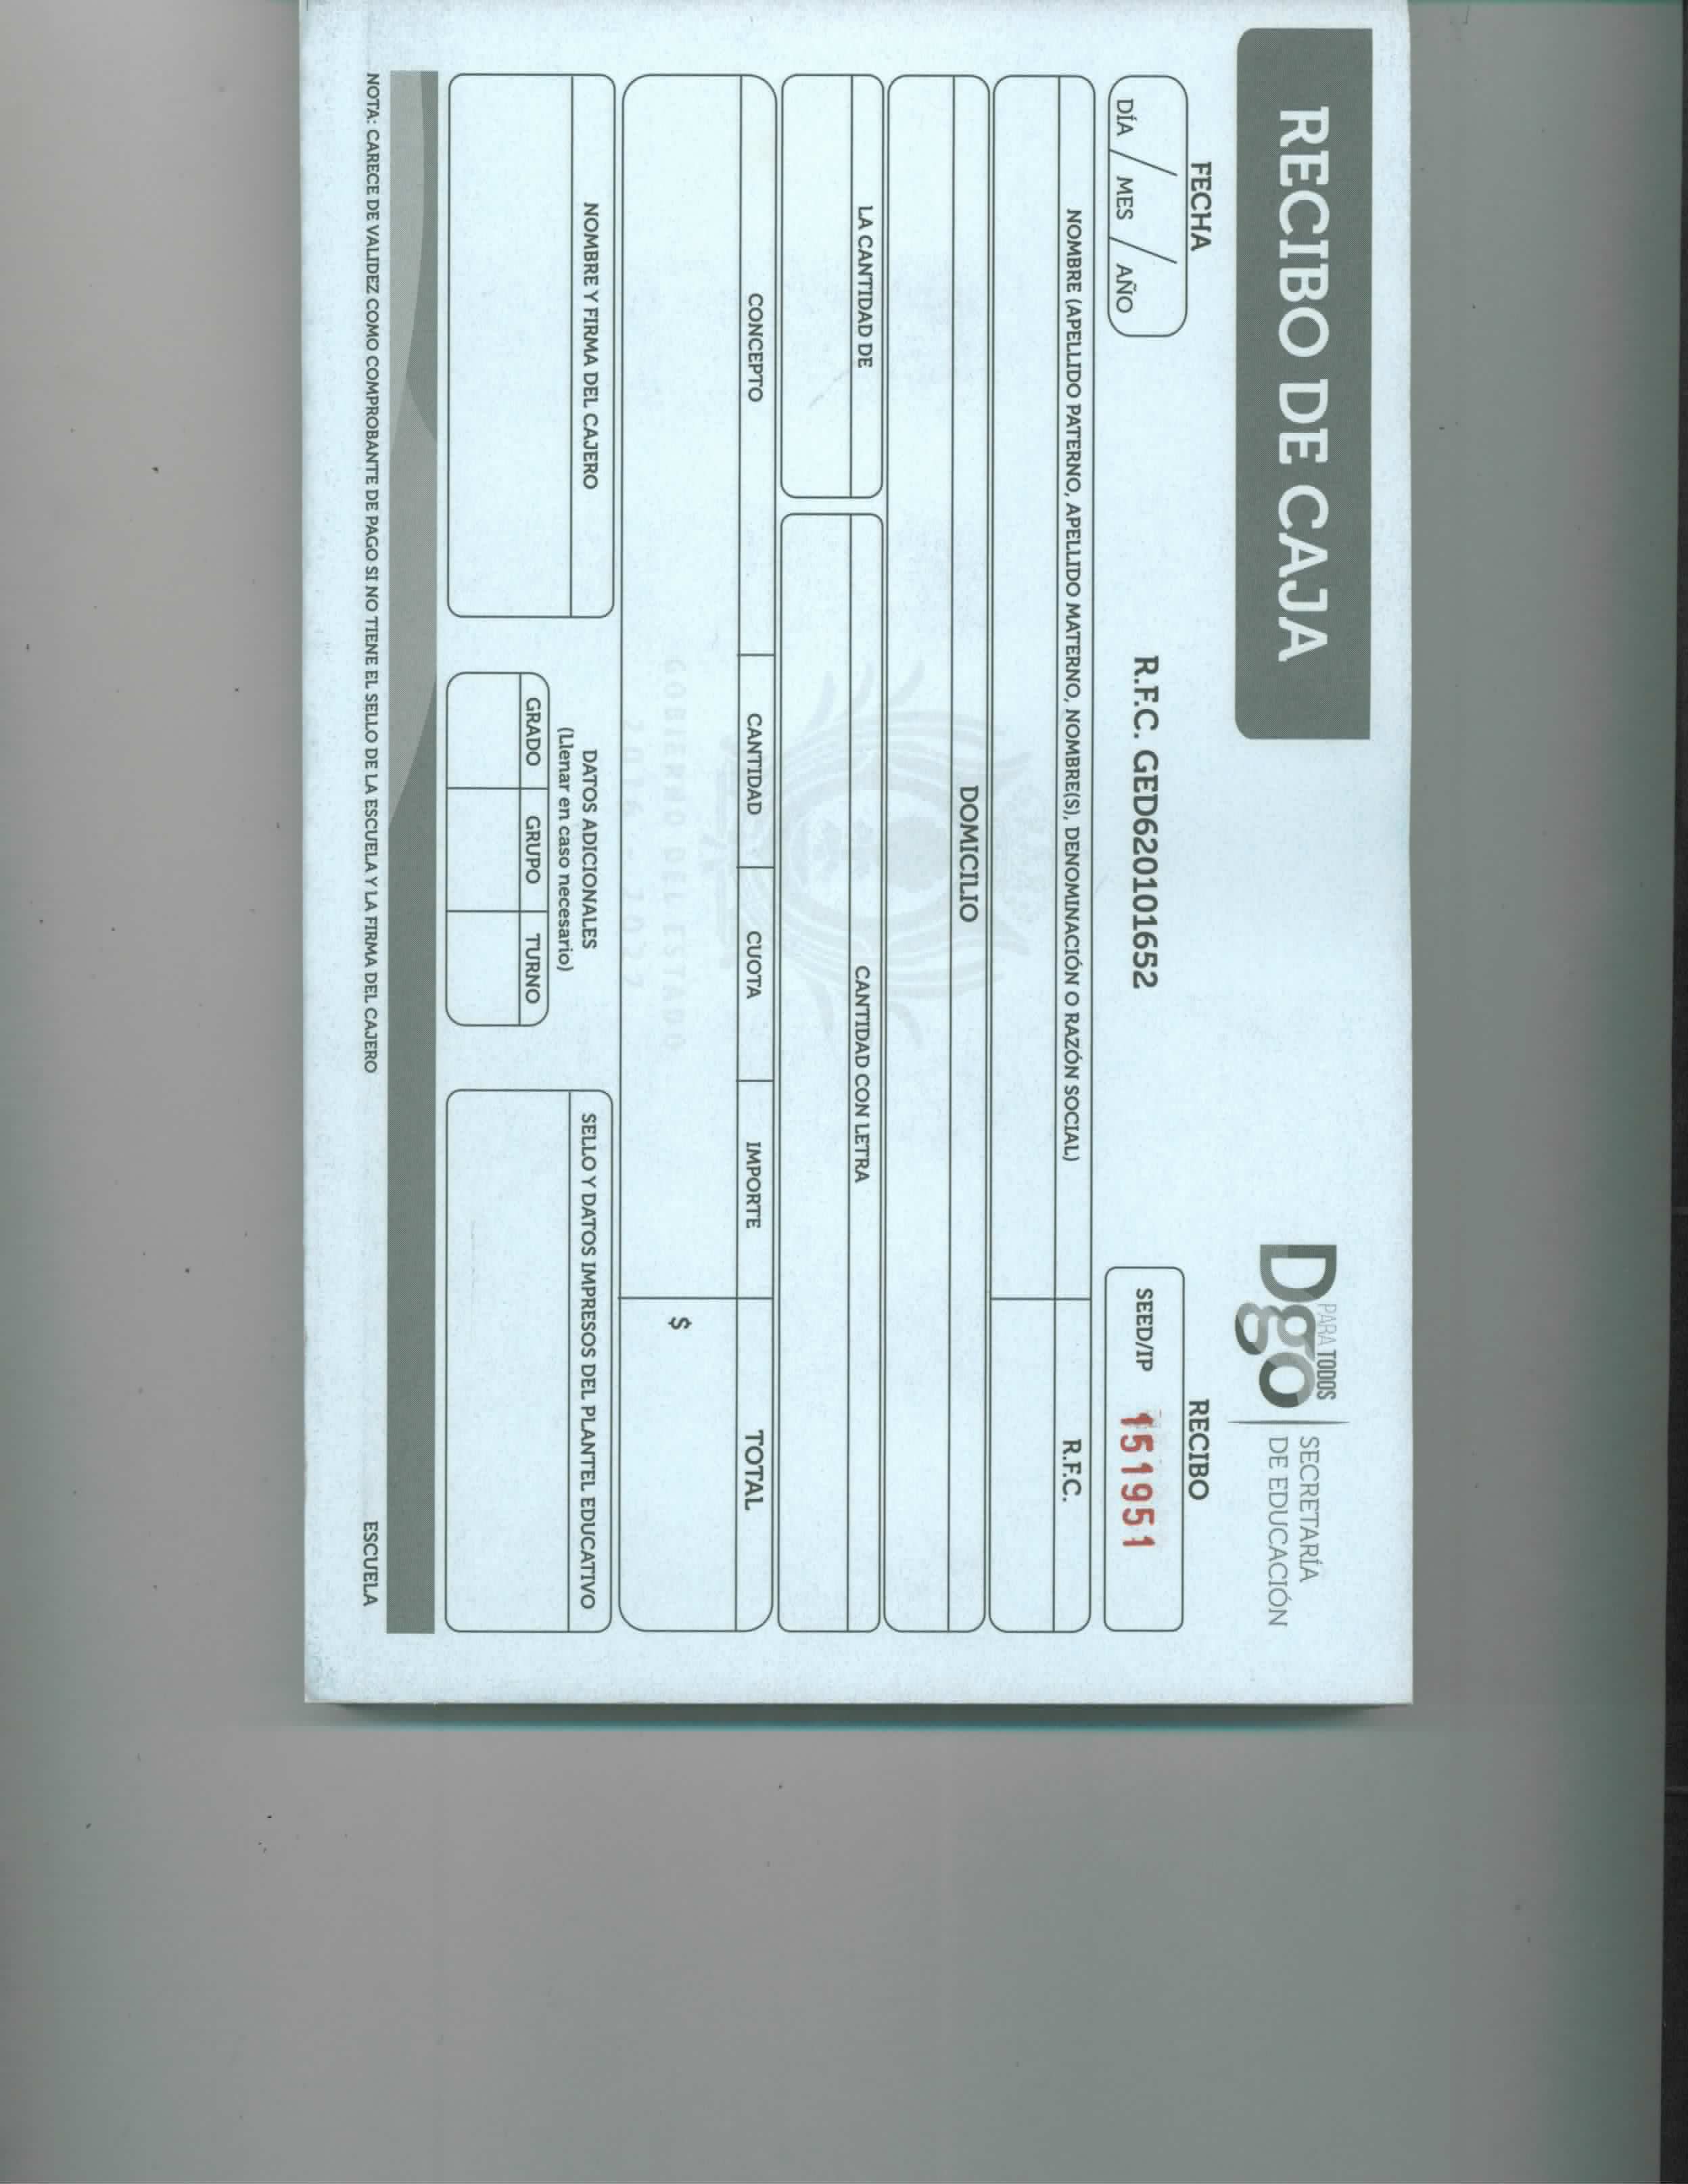 RECIBO DE CAJA
PARA TODOS
Dgo
SECRETARÍA
DE EDUCACIÓN
FECHA
RECIBO
DÍA / MES / AÑO
R.F.C. GED620101652
SEED/IP 151951
NOMBRE (APELLIDO PATERNO, APELLIDO MATERNO, NOMBRE(S), DENOMINACIÓN O RAZÓN SOCIAL)
R.F.C.
DOMICILIO
LA CANTIDAD DE
CANTIDAD CON LETRA
CONCEPTO
CANTIDAD
CUOTA
IMPORTE
TOTAL
$
GOBIERNO DEL ESTADO
2016 - 2022
NOMBRE Y FIRMA DEL CAJERO
DATOS ADICIONALES
(Llenar en caso necesario)
GRADO
GRUPO
TURNO
SELLO Y DATOS IMPRESOS DEL PLANTEL EDUCATIVO
NOTA: CARECE DE VALIDEZ COMO COMPROBANTE DE PAGO SI NO TIENE EL SELLO DE LA ESCUELA Y LA FIRMA DEL CAJERO
ESCUELA